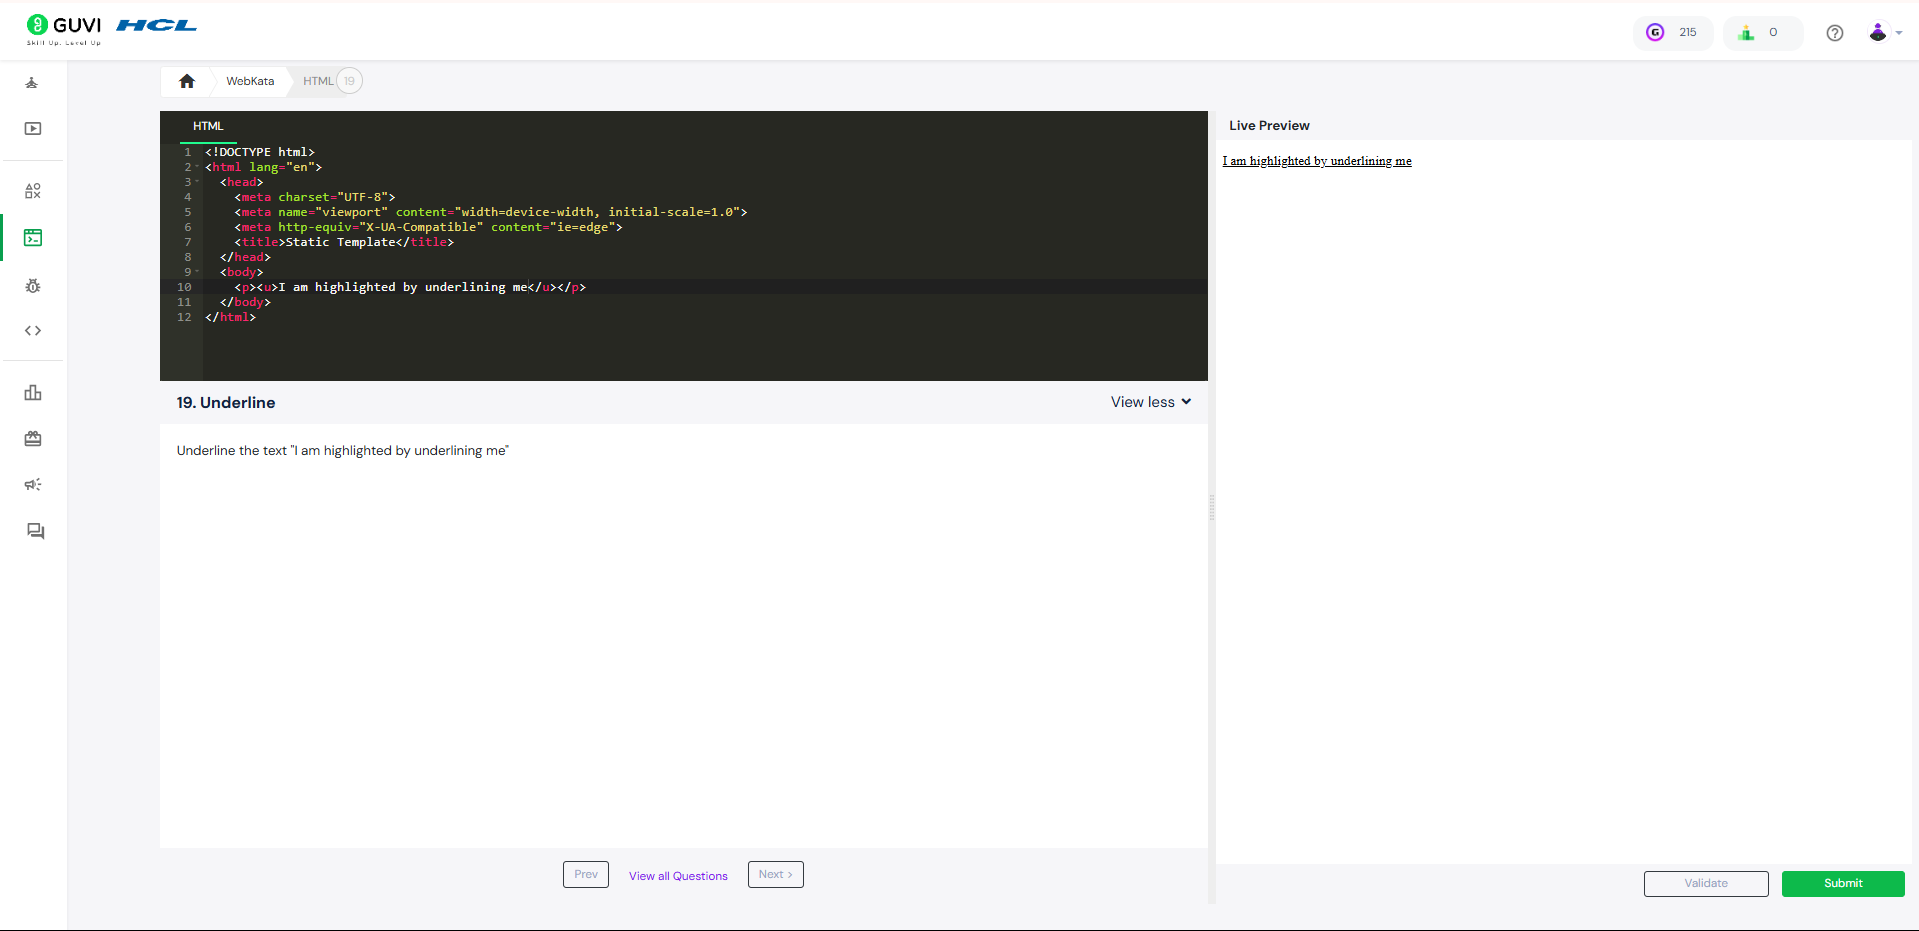 GUVI HCL
Skill Up. Level Up
215
0
WebKata
HTML 19
HTML
1 <!DOCTYPE html>
2 <html lang="en">
3 <head>
4 <meta charset="UTF-8">
5 <meta name="viewport" content="width=device-width, initial-scale=1.0">
6 <meta http-equiv="X-UA-Compatible" content="ie=edge">
7 <title>Static Template</title>
8 </head>
9 <body>
10 <p><u>I am highlighted by underlining me</u></p>
11 </body>
12 </html>
Live Preview
I am highlighted by underlining me
19. Underline
View less
Underline the text "I am highlighted by underlining me"
Prev
View all Questions
Next >
Validate
Submit